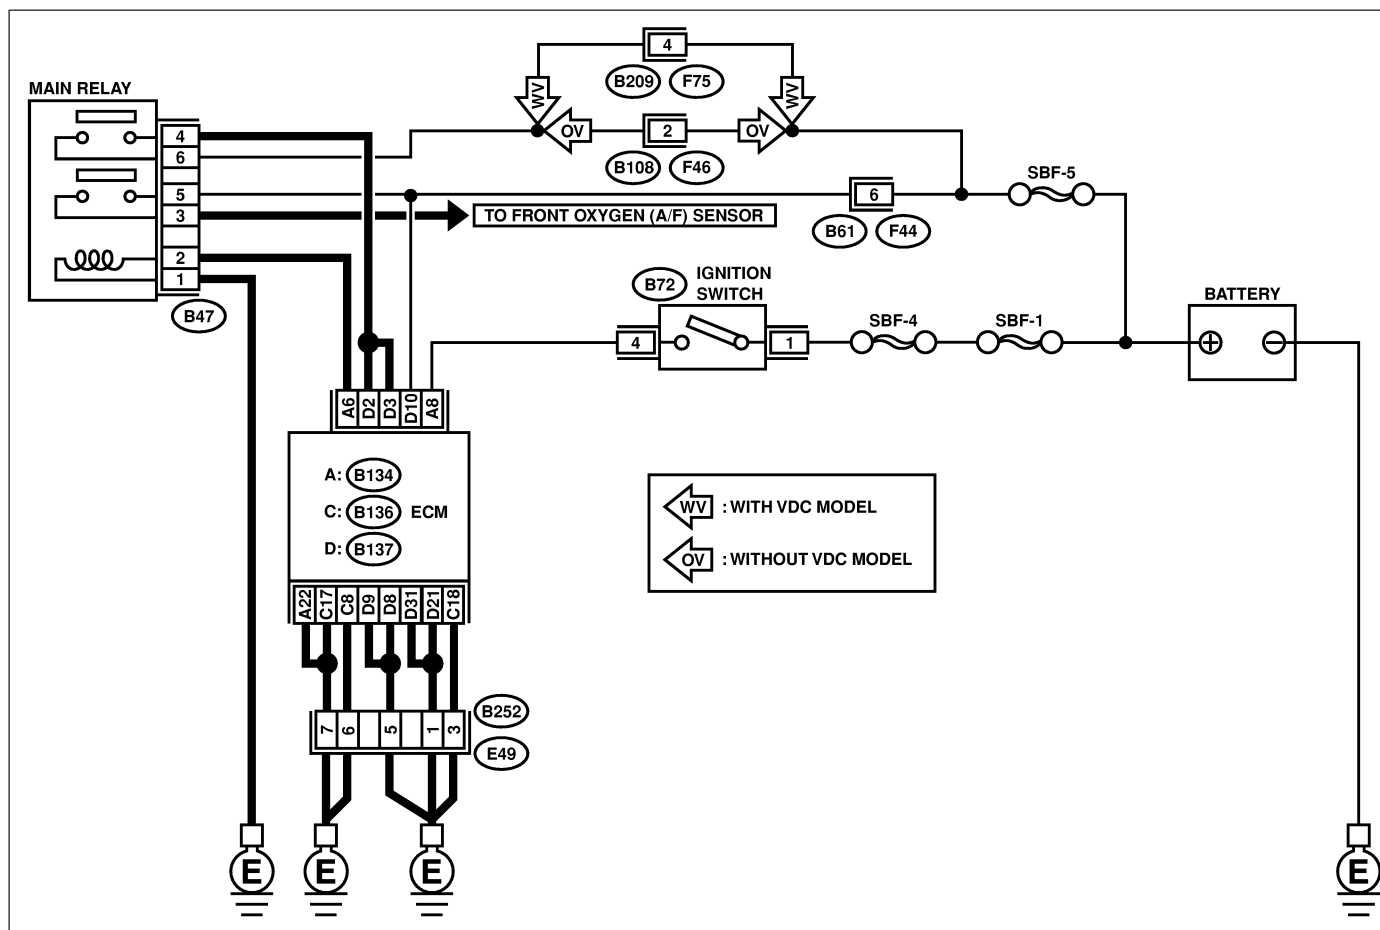 4
B209 F75
WV WV
MAIN RELAY
OV 2 OV
B108 F46
4
6
5
3
2
1
B47
SBF-5
6
B61 F44
TO FRONT OXYGEN (A/F) SENSOR
B72 IGNITION
SWITCH
4 1
SBF-4 SBF-1
BATTERY
A6 D2 D3 D10 A8
A: B134
C: B136 ECM
D: B137
WV : WITH VDC MODEL
OV : WITHOUT VDC MODEL
A22 C17 C8 D9 D8 D31 D21 C18
7 6 5 1 3
B252
E49
E E E E